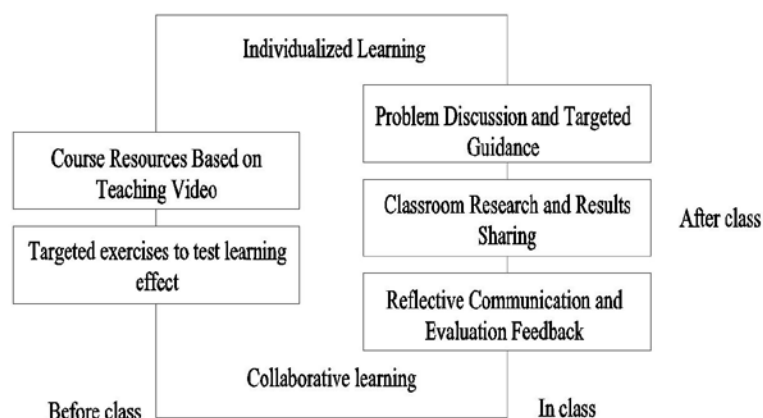 Individualized Learning
Problem Discussion and Targeted
Guidance
Course Resources Based on
Teaching Video
Classroom Research and Results
Sharing
After class
Targeted exercises to test learning
effect
Reflective Communication and
Evaluation Feedback
Collaborative learning
Before class
In class